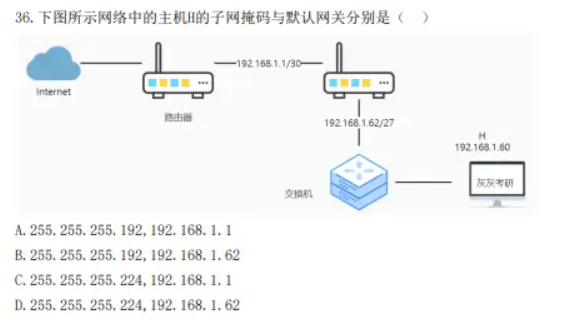 36.下图所示网络中的主机H的子网掩码与默认网关分别是（ ）
192.168.1.1/30
Internet
路由器
192.168.1.62/27
H
192.168.1.60
交换机
灰灰考研
A.255.255.255.192,192.168.1.1
B.255.255.255.192,192.168.1.62
C.255.255.255.224,192.168.1.1
D.255.255.255.224,192.168.1.62